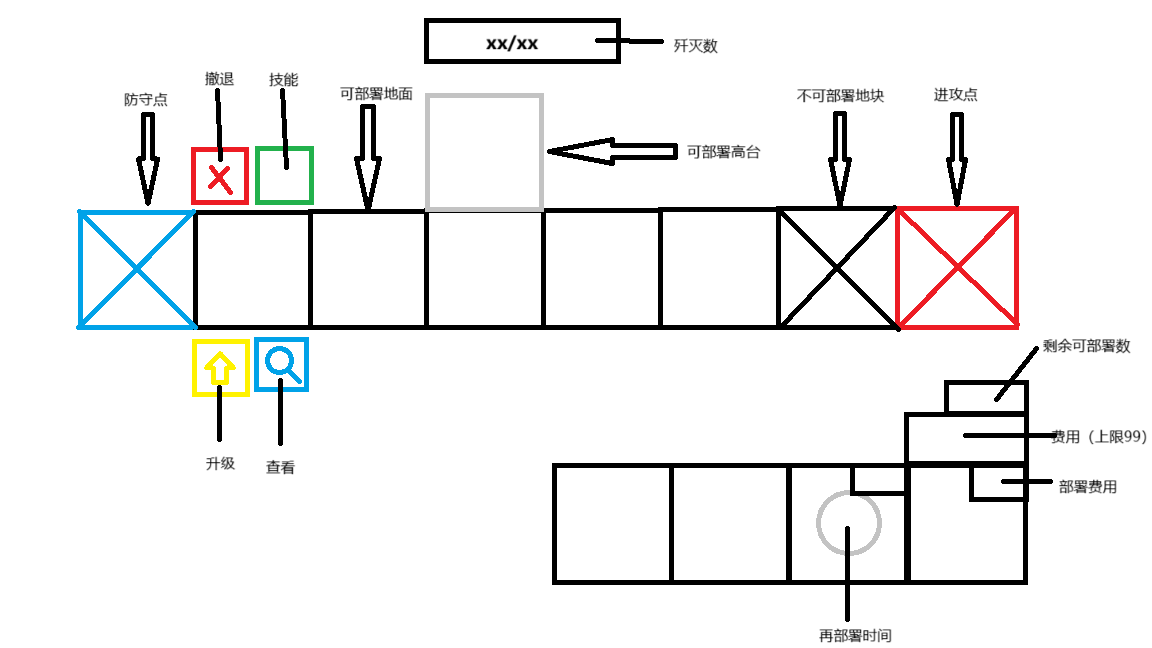 xx/xx
歼灭数
撤退
技能
防守点
可部署地面
不可部署地块
进攻点
可部署高台
剩余可部署数
费用（上限99）
升级
查看
部署费用
再部署时间